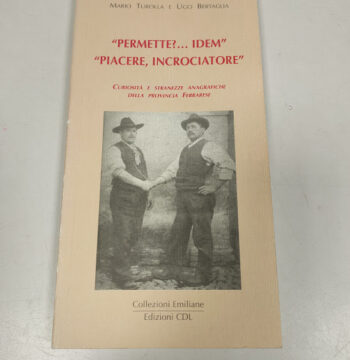 Mario Turolla e Ugo Bertaglia
"PERMETTE?... IDEM"
"PIACERE, INCROCIATORE"
Curiosità e stranezze anagrafiche
della provincia Ferrarese
Collezioni Emiliane
Edizioni CDL